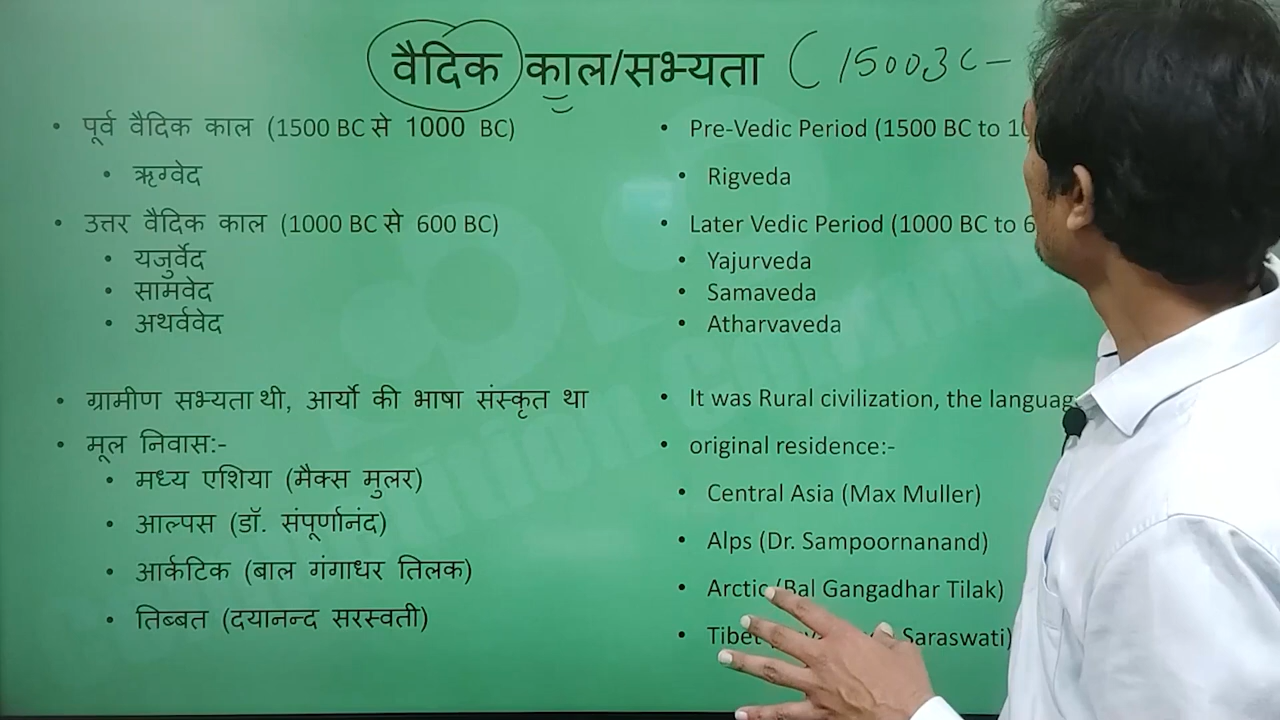 वैदिक काल/सभ्यता (1500BC –
• पूर्व वैदिक काल (1500 BC से 1000 BC)
• ऋग्वेद
• उत्तर वैदिक काल (1000 BC से 600 BC)
• यजुर्वेद
• सामवेद
• अथर्ववेद
• ग्रामीण सभ्यता थी, आर्यो की भाषा संस्कृत था
• मूल निवास:-
• मध्य एशिया (मैक्स मुलर)
• आल्पस (डॉ. संपूर्णानंद)
• आर्कटिक (बाल गंगाधर तिलक)
• तिब्बत (दयानन्द सरस्वती)
• Pre-Vedic Period (1500 BC to
• Rigveda
• Later Vedic Period (1000 BC to
• Yajurveda
• Samaveda
• Atharvaveda
• It was Rural civilization, the
• original residence:-
• Central Asia (Max Muller)
• Alps (Dr. Sampoornanand)
• Arctic (Bal Gangadhar Tilak)
• Tibet Saraswati)